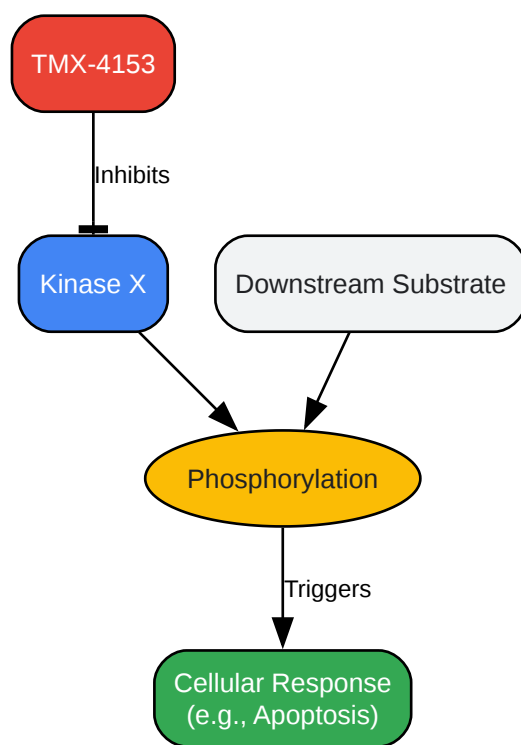 TMX-4153
Inhibits
Kinase X
Downstream Substrate
Phosphorylation
Triggers
Cellular Response
(e.g., Apoptosis)